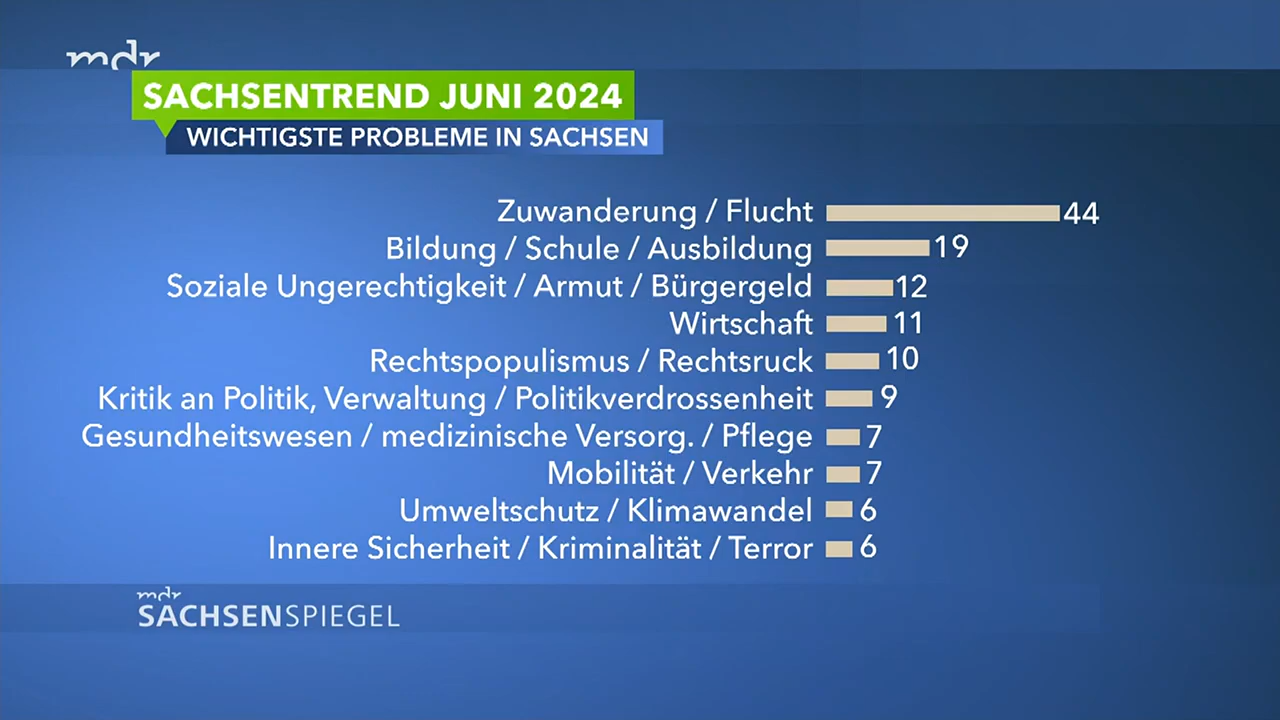 mdr
SACHSENTREND JUNI 2024
WICHTIGSTE PROBLEME IN SACHSEN
Zuwanderung / Flucht 44
Bildung / Schule / Ausbildung 19
Soziale Ungerechtigkeit / Armut / Bürgergeld 12
Wirtschaft 11
Rechtspopulismus / Rechtsruck 10
Kritik an Politik, Verwaltung / Politikverdrossenheit 9
Gesundheitswesen / medizinische Versorg. / Pflege 7
Mobilität / Verkehr 7
Umweltschutz / Klimawandel 6
Innere Sicherheit / Kriminalität / Terror 6
mdr
SACHSENSPIEGEL